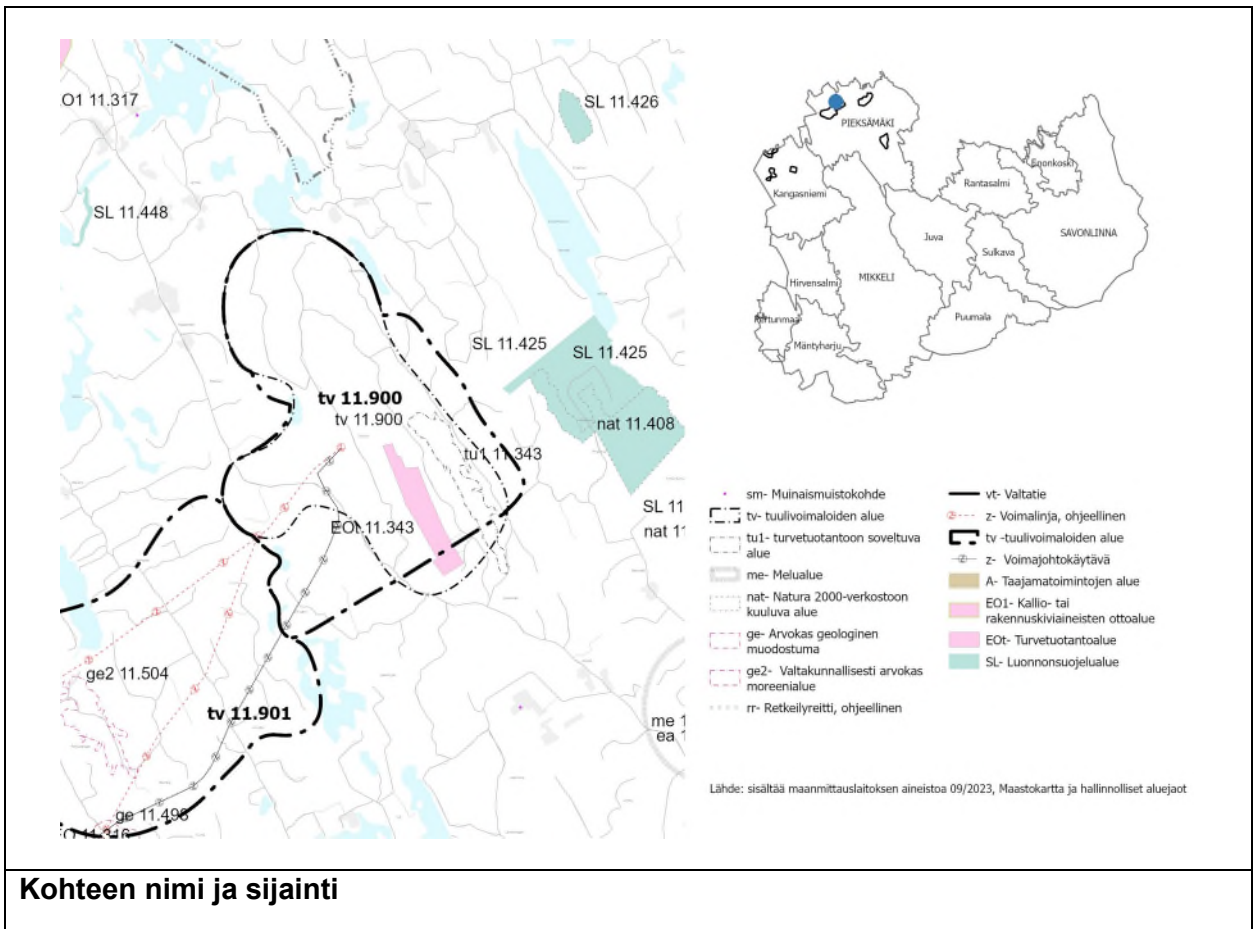 O1 11.317
SL 11.426
SL 11.448
SL 11.425
SL 11.425
tv 11.900
tv 11.900
nat 11.408
tu1 11.343
SL 11
nat 11
EOt 11.343
ge2 11.504
tv 11.901
me 1
ea 1
ge 11.498
EO 11.316
PIEKSÄMÄKI
Kangasniemi
Enonkoski
Rantasalmi
SAVONLINNA
Juva
Sulkava
MIKKELI
Hirvensalmi
Puumala
Mäntyharju
sm- Muinaismuistokohde
tv- tuulivoimaloiden alue
tu1- turvetuotantoon soveltuva
alue
me- Melualue
nat- Natura 2000-verkostoon
kuuluva alue
ge- Arvokas geologinen
muodostuma
ge2- Valtakunnallisesti arvokas
moreenialue
rr- Retkeilyreitti, ohjeellinen
vt- Valtatie
z- Voimalinja, ohjeellinen
tv -tuulivoimaloiden alue
z- Voimajohtokäytävä
A- Taajamatoimintojen alue
EO1- Kallio- tai
rakennuskiviaineisten ottoalue
EOt- Turvetuotantoalue
SL- Luonnonsuojelualue
Lähde: sisältää maanmittauslaitoksen aineistoa 09/2023, Maastokartta ja hallinnolliset aluejaot
Kohteen nimi ja sijainti